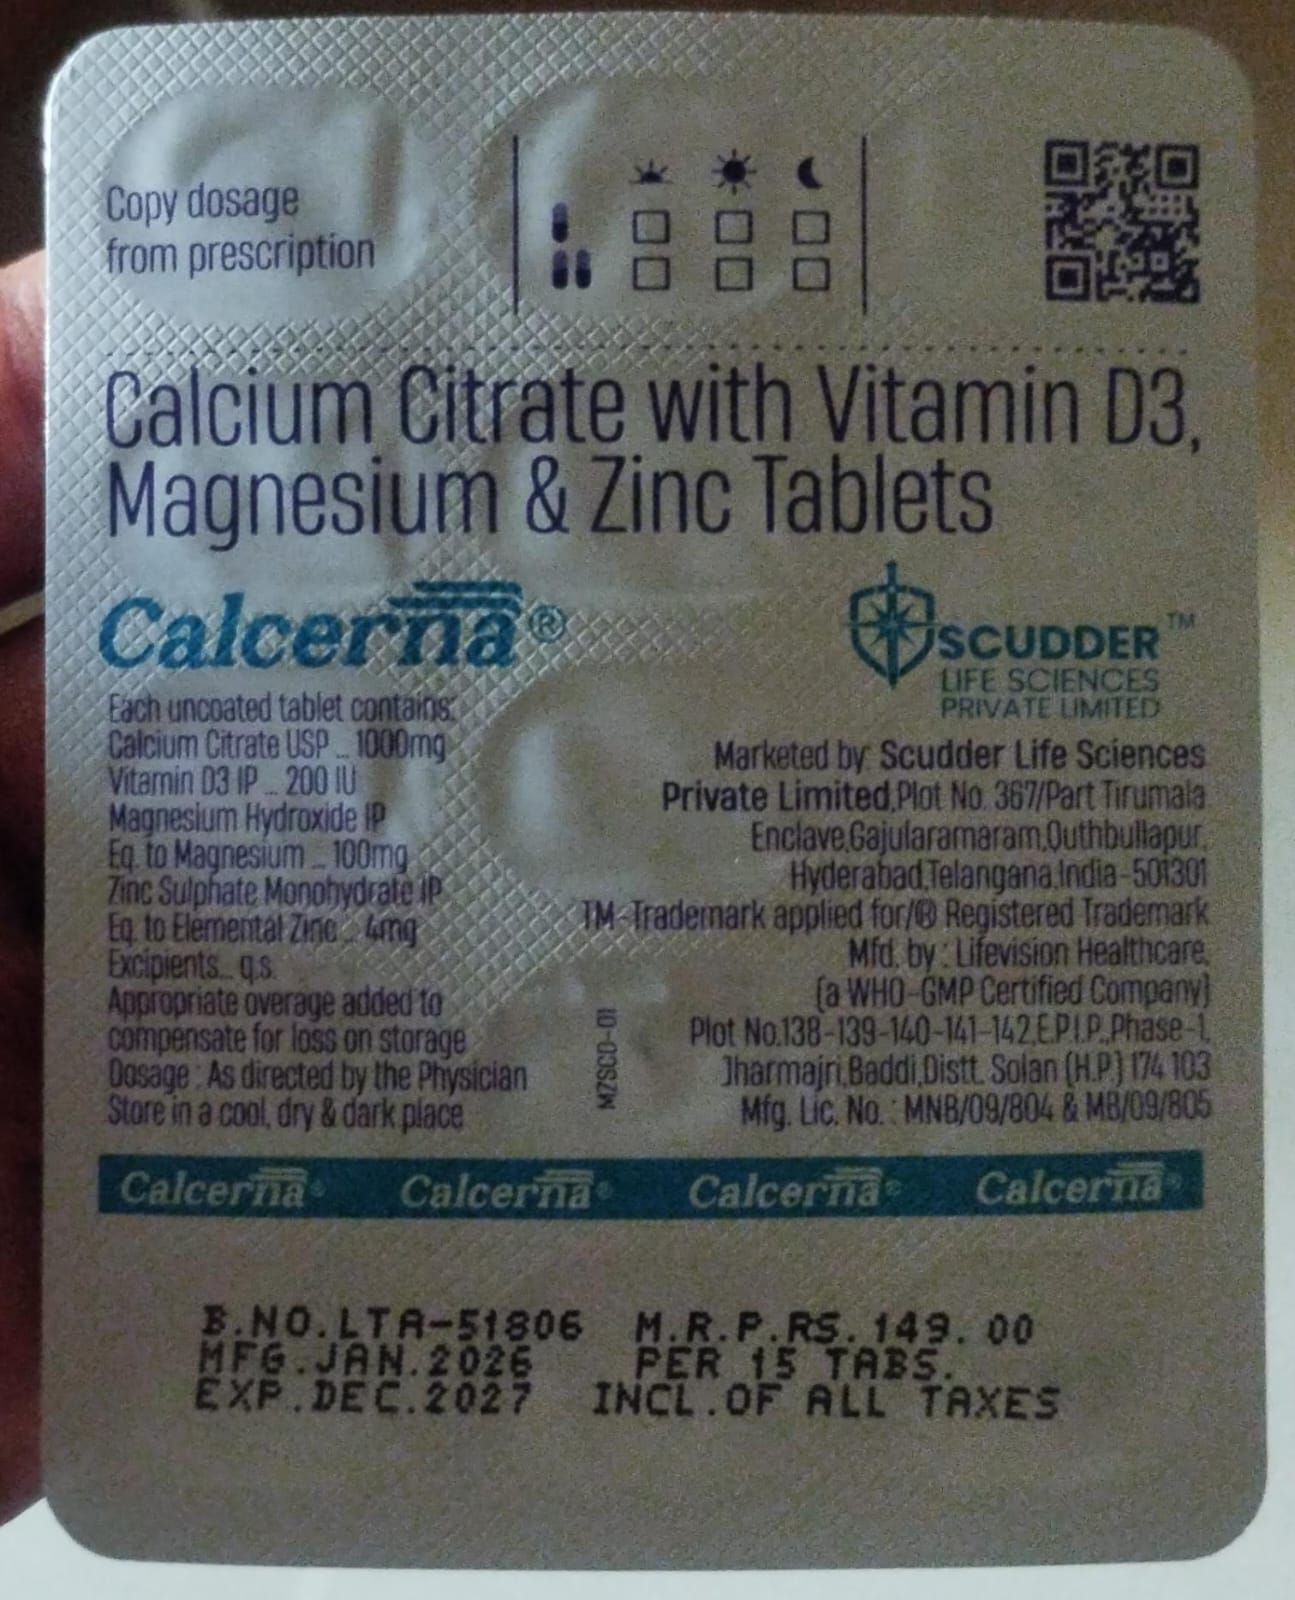 Copy dosage
from prescription
Calcium Citrate with Vitamin D3,
Magnesium & Zinc Tablets
Calcerna®
Each uncoated tablet contains:
Calcium Citrate USP ... 1000mg
Vitamin D3 IP ... 200 IU
Magnesium Hydroxide IP
Eq. to Magnesium ... 100mg
Zinc Sulphate Monohydrate IP
Eq. to Elemental Zinc ... 4mg
Excipients... q.s.
Appropriate overage added to
compensate for loss on storage
Dosage : As directed by the Physician
Store in a cool, dry & dark place
SCUDDER™
LIFE SCIENCES
PRIVATE LIMITED
Marketed by: Scudder Life Sciences
Private Limited,Plot No. 367/Part Tirumala
Enclave,Gajularamaram,Quthbullapur,
Hyderabad,Telangana,India-501301
TM-Trademark applied for/® Registered Trademark
Mfd. by : Lifevision Healthcare,
(a WHO-GMP Certified Company)
Plot No.138-139-140-141-142,E.P.I.P.,Phase-1,
Jharmajri,Baddi,Distt. Solan (H.P.) 174 103
Mfg. Lic. No. : MNB/09/804 & MB/09/805
MZSCD-01
Calcerna® Calcerna® Calcerna® Calcerna®
B.NO.LTA-51806 M.R.P.RS.149.00
MFG.JAN.2026 PER 15 TABS.
EXP.DEC.2027 INCL.OF ALL TAXES